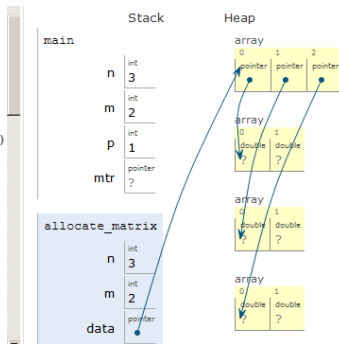 Stack Heap
main
array
0 1 2
pointer pointer pointer
n int 3
m int 2
p int 1
mtr pointer ?
array
0 1
double double
? ?
array
0 1
double double
? ?
allocate_matrix
n int 3
m int 2
data pointer
array
0 1
double double
? ?
)